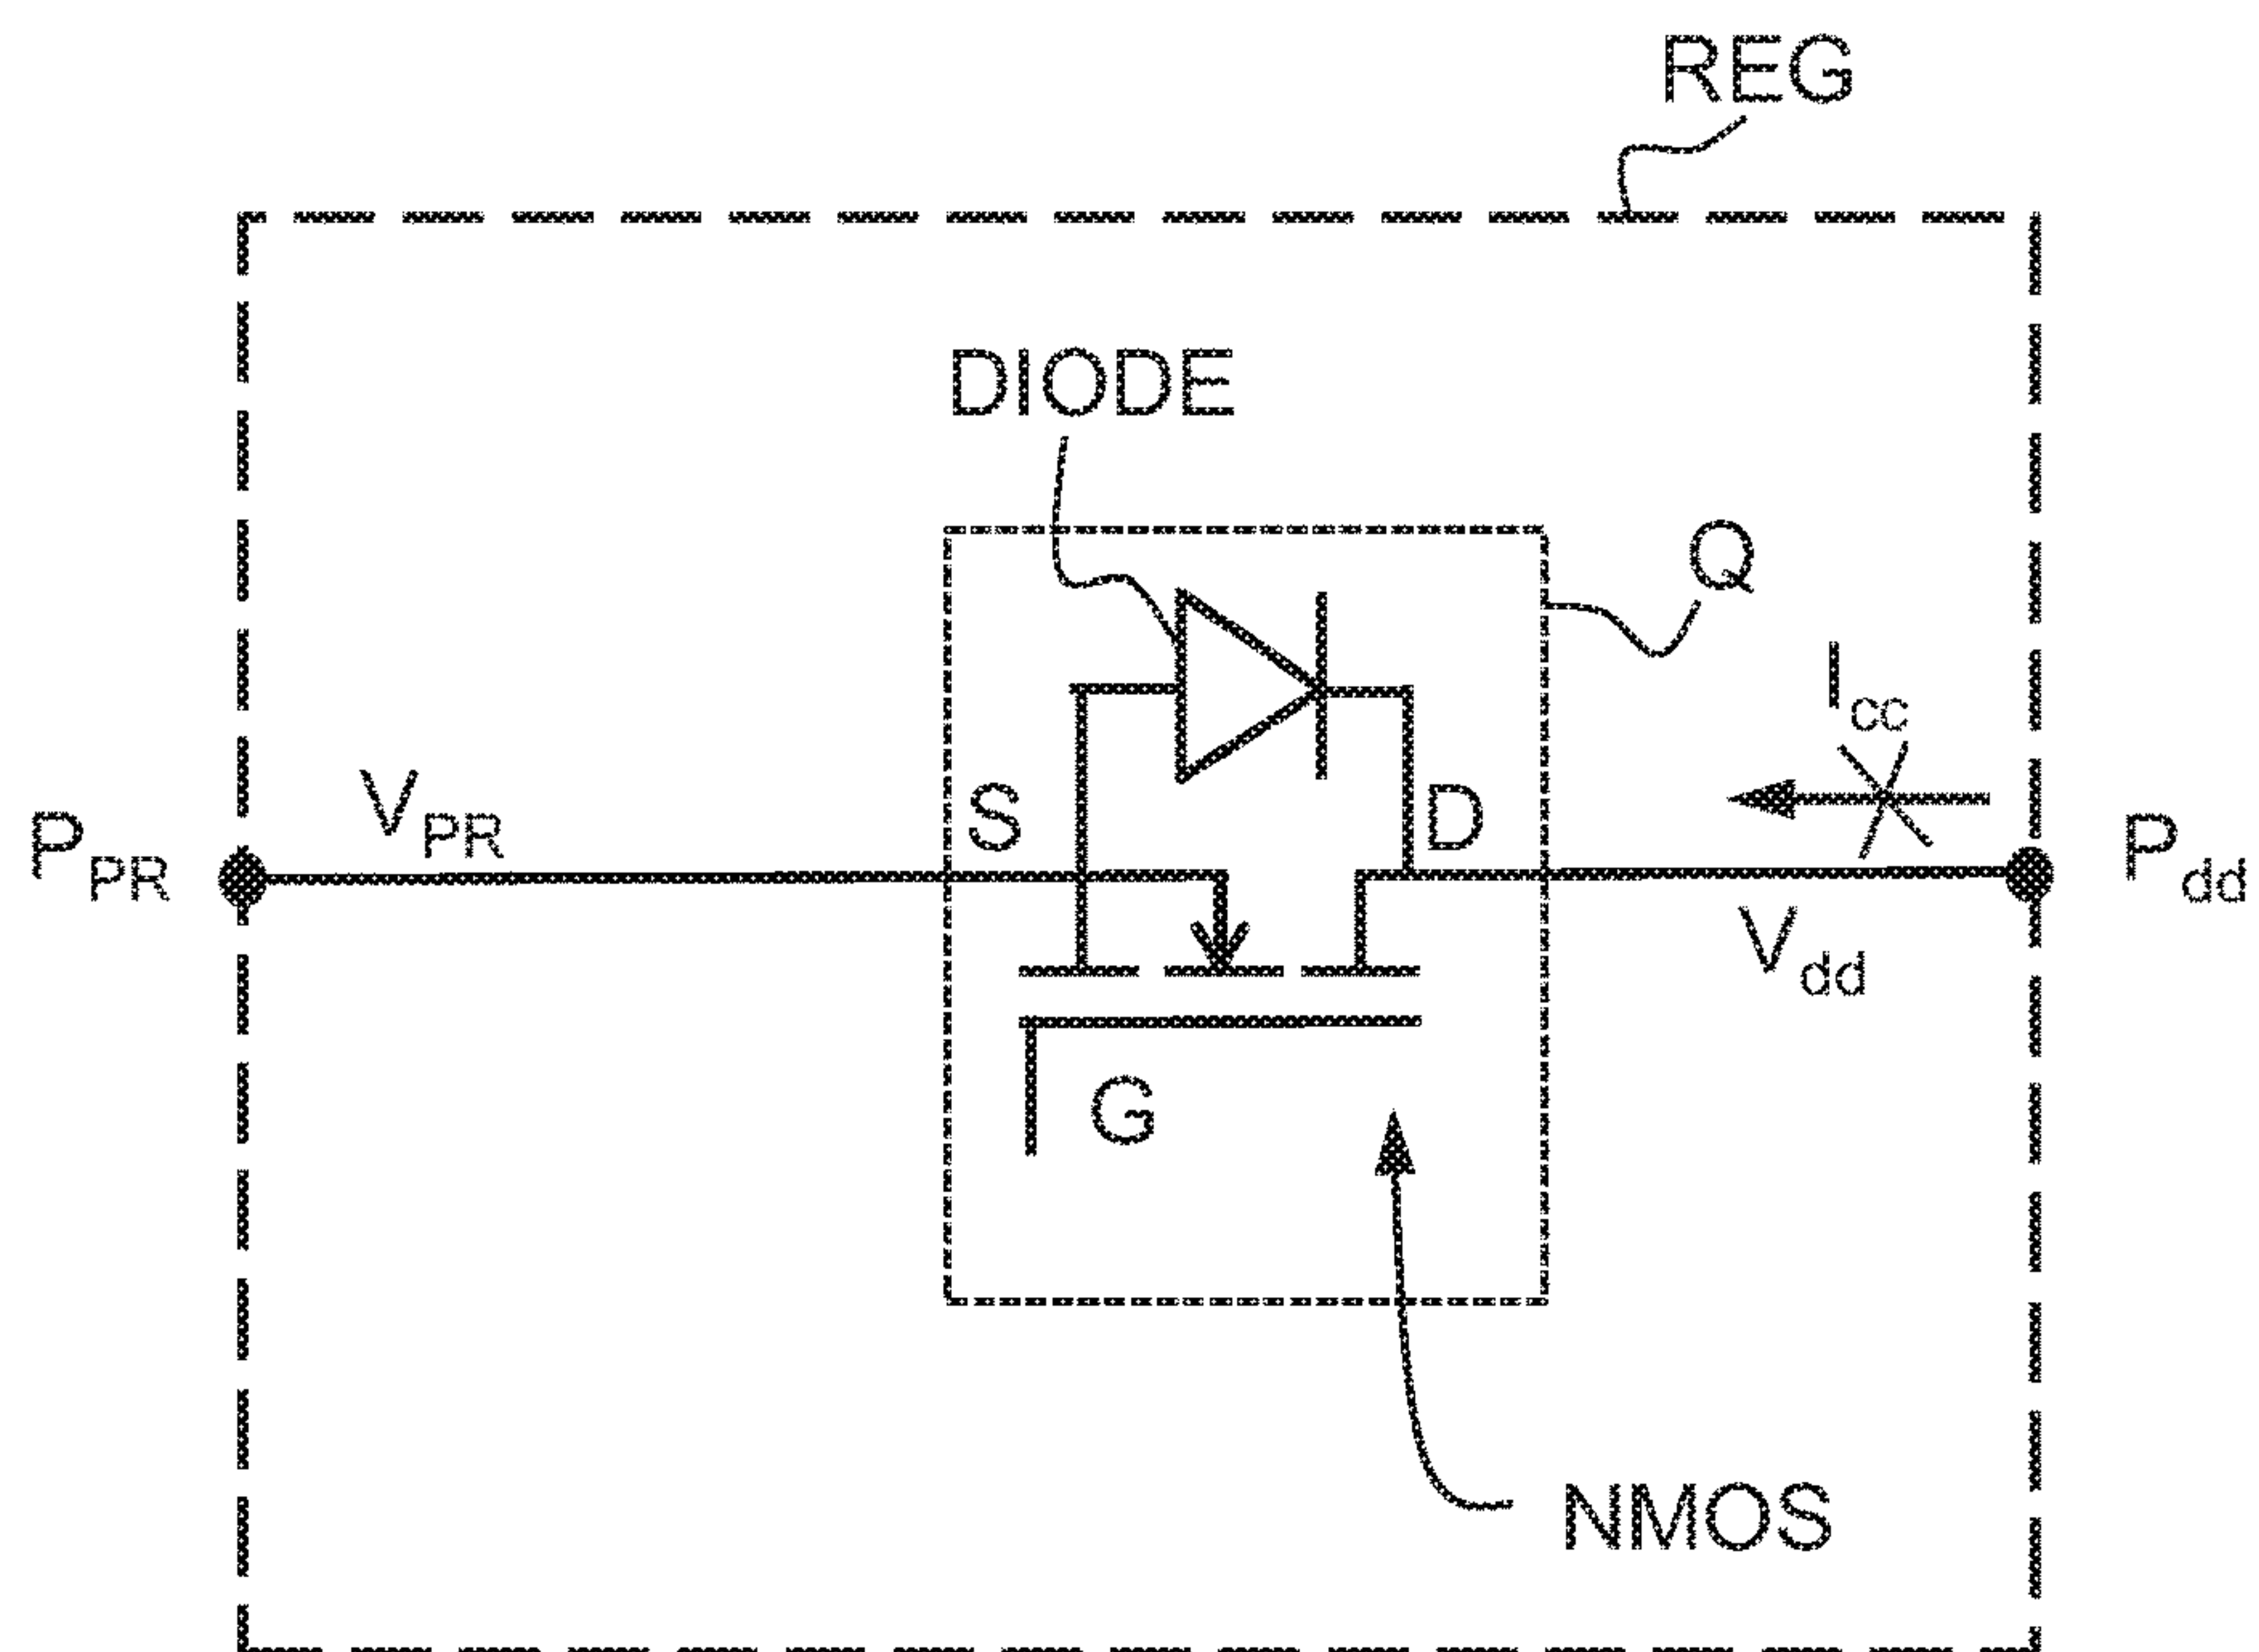 REG
DIODE
Q
I_cc
V_PR
S
D
P_PR
P_dd
V_dd
G
NMOS